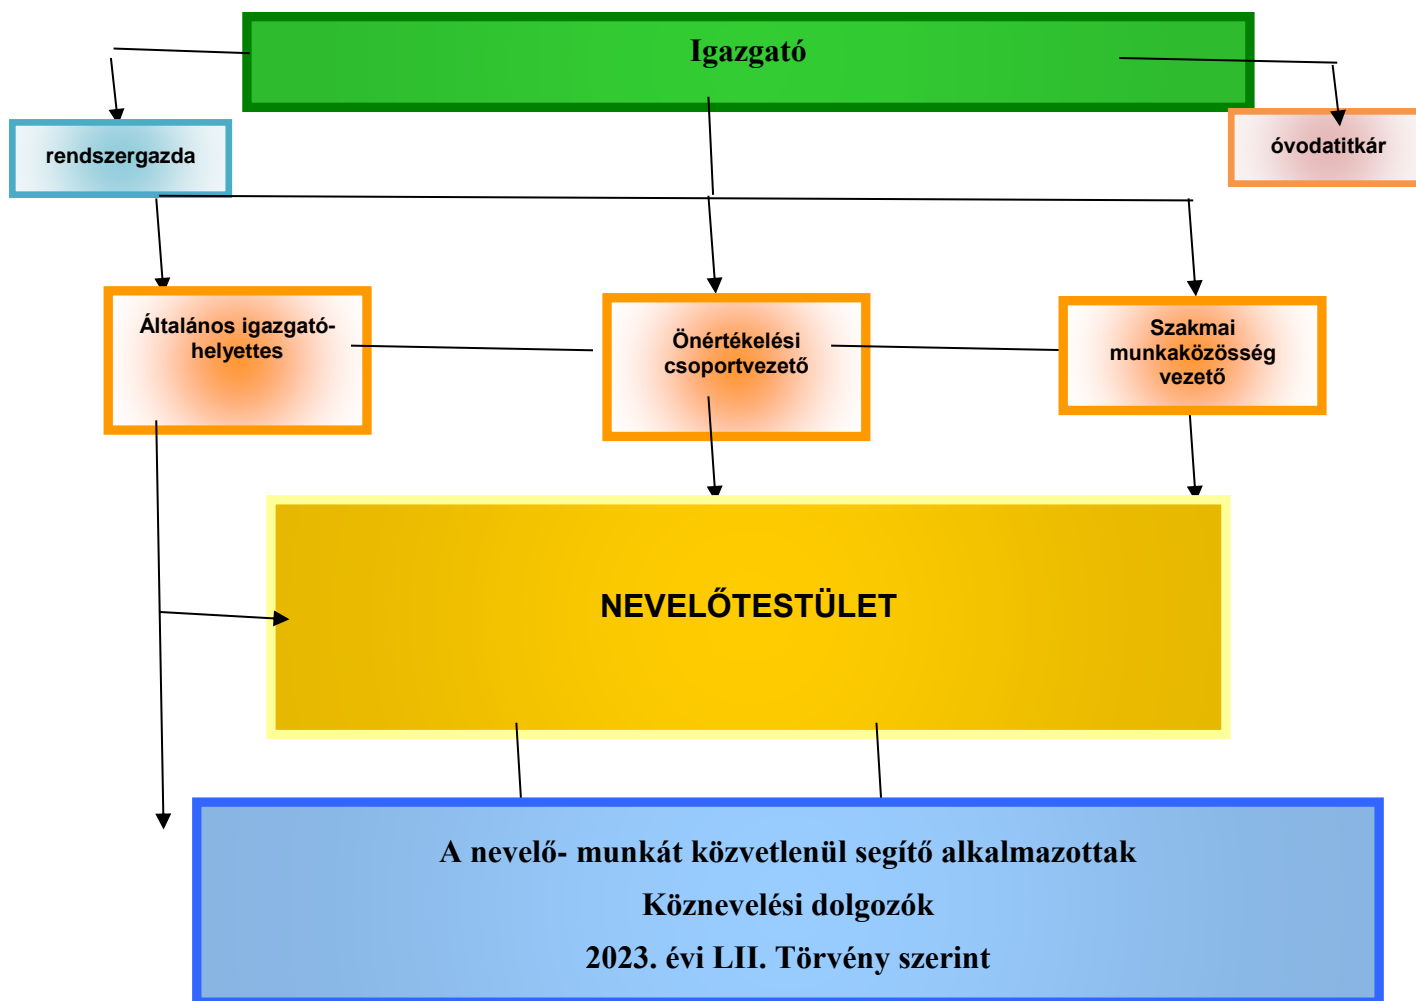 Igazgató
rendszergazda
óvodatitkár
Általános igazgató-
helyettes
Önértékelési
csoportvezető
Szakmai
munkaközösség
vezető
NEVELŐTESTÜLET
A nevelő- munkát közvetlenül segítő alkalmazottak
Köznevelési dolgozók
2023. évi LII. Törvény szerint